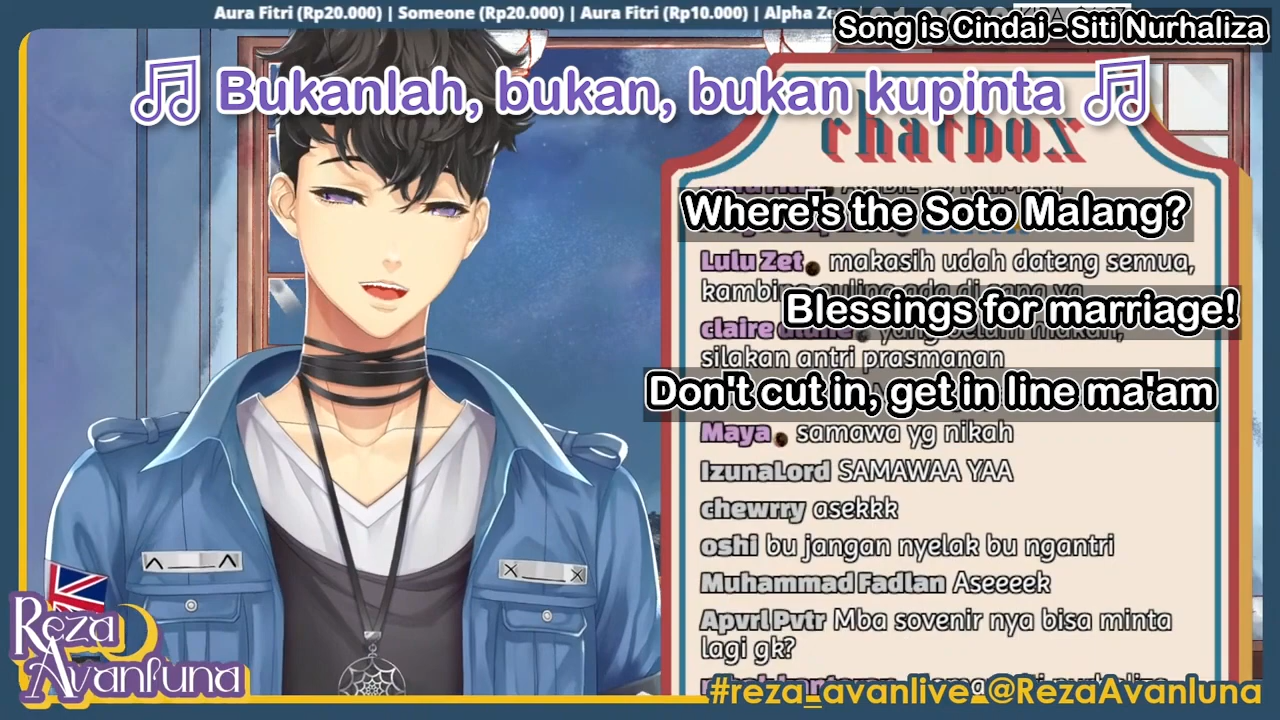 Aura Fitri (Rp20.000) | Someone (Rp20.000) | Aura Fitri (Rp10.000) | Alpha
Song is Cindai - Siti Nurhaliza
Bukanlah, bukan, bukan kupinta
chatbox
Where's the Soto Malang?
Lulu Zet makasih udah dateng semua,
Blessings for marriage!
claire
silakan antri prasmanan
Don't cut in, get in line ma'am
Maya samawa yg nikah
IzunaLord SAMAWAA YAA
chewrry asekkk
oshi bu jangan nyelak bu ngantri
Muhammad Fadlan Aseeeek
Apvrl Pvtr Mba sovenir nya bisa minta
lagi gk?
Reza
Avanluna
#reza_avanlive @RezaAvanluna